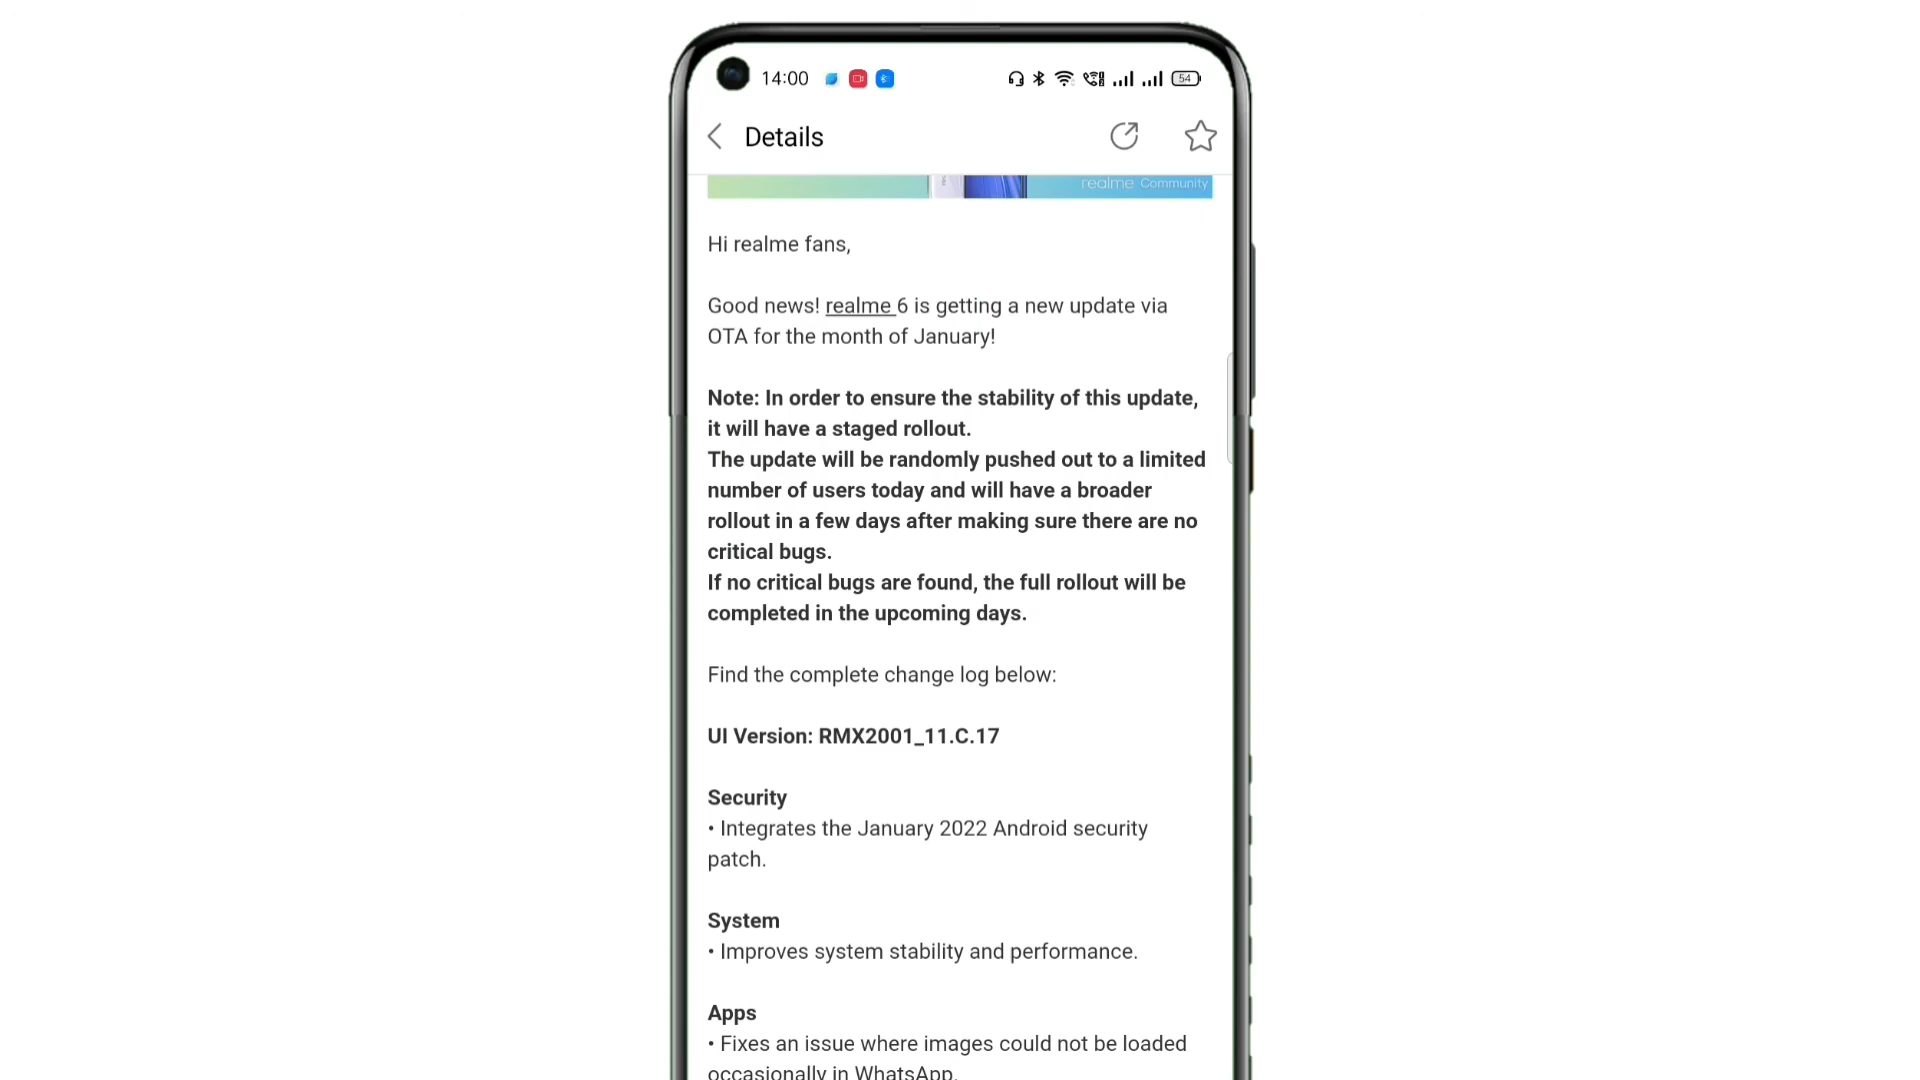 14:00
54
Details
realme Community
Hi realme fans,
Good news! realme 6 is getting a new update via
OTA for the month of January!
Note: In order to ensure the stability of this update,
it will have a staged rollout.
The update will be randomly pushed out to a limited
number of users today and will have a broader
rollout in a few days after making sure there are no
critical bugs.
If no critical bugs are found, the full rollout will be
completed in the upcoming days.
Find the complete change log below:
UI Version: RMX2001_11.C.17
Security
• Integrates the January 2022 Android security
patch.
System
• Improves system stability and performance.
Apps
• Fixes an issue where images could not be loaded
occasionally in WhatsApp.